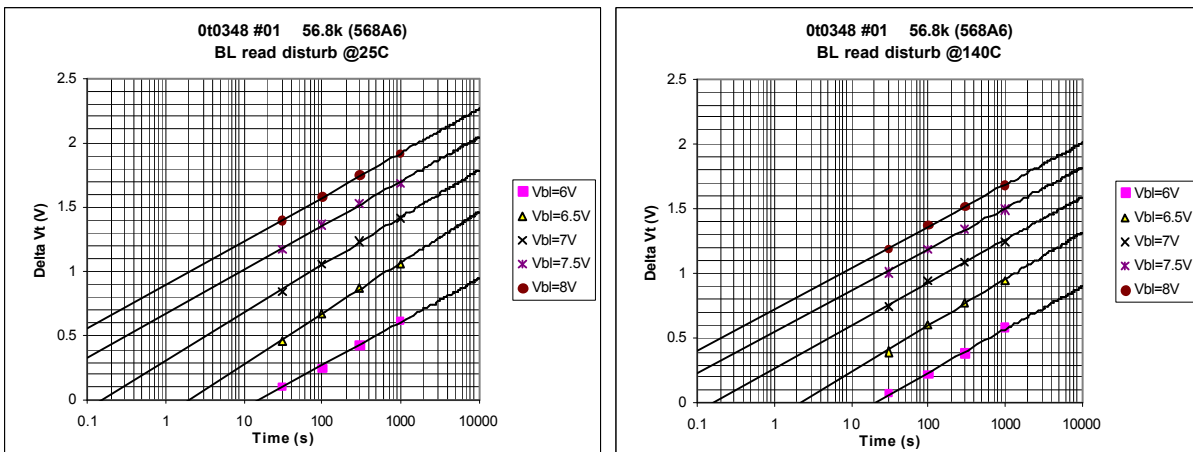 0t0348 #01 56.8k (568A6)
BL read disturb @25C
Delta Vt (V)
2.5
2
1.5
1
0.5
0
0.1 1 10 100 1000 10000
Time (s)
Vbl=6V
Vbl=6.5V
Vbl=7V
Vbl=7.5V
Vbl=8V
0t0348 #01 56.8k (568A6)
BL read disturb @140C
Delta Vt (V)
2.5
2
1.5
1
0.5
0
0.1 1 10 100 1000 10000
Time (s)
Vbl=6V
Vbl=6.5V
Vbl=7V
Vbl=7.5V
Vbl=8V